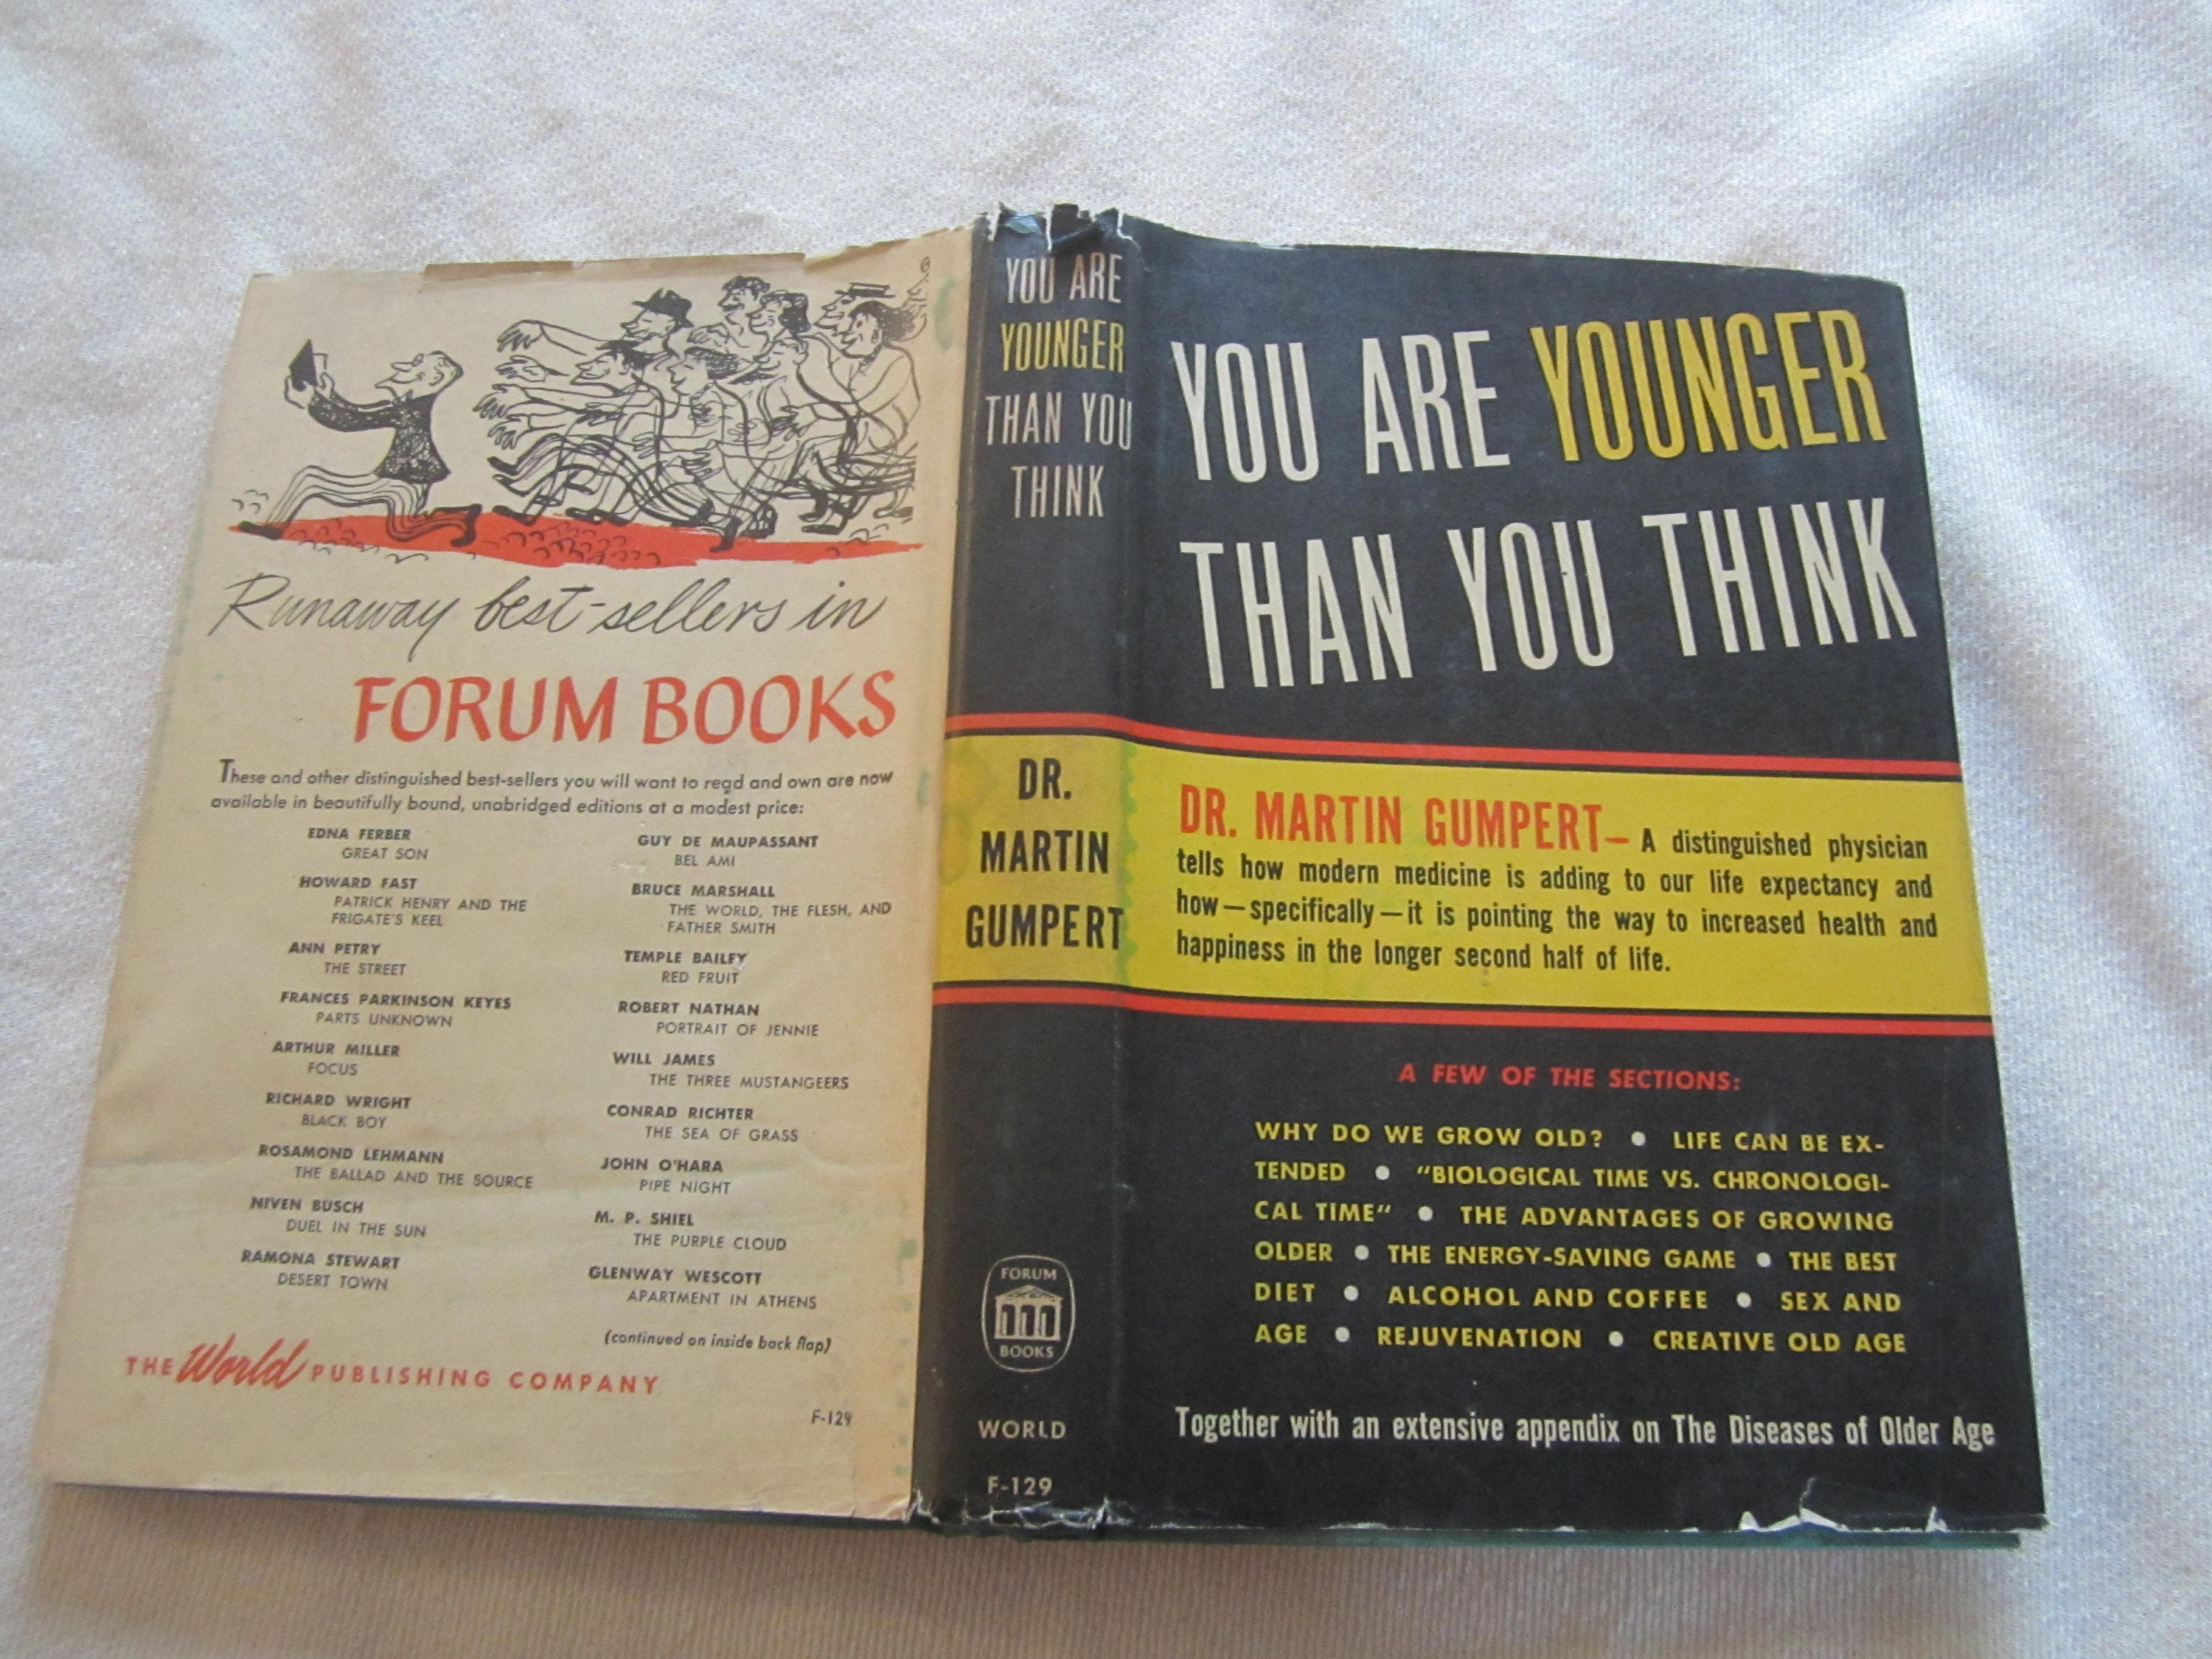 Runaway best-sellers in
FORUM BOOKS
These and other distinguished best-sellers you will want to read and own are now
available in beautifully bound, unabridged editions at a modest price:
EDNA FERBER
GREAT SON
HOWARD FAST
PATRICK HENRY AND THE
FRIGATE'S KEEL
ANN PETRY
THE STREET
FRANCES PARKINSON KEYES
PARTS UNKNOWN
ARTHUR MILLER
FOCUS
RICHARD WRIGHT
BLACK BOY
ROSAMOND LEHMANN
THE BALLAD AND THE SOURCE
NIVEN BUSCH
DUEL IN THE SUN
RAMONA STEWART
DESERT TOWN
GUY DE MAUPASSANT
BEL AMI
BRUCE MARSHALL
THE WORLD, THE FLESH, AND
FATHER SMITH
TEMPLE BAILEY
RED FRUIT
ROBERT NATHAN
PORTRAIT OF JENNIE
WILL JAMES
THE THREE MUSTANGEERS
CONRAD RICHTER
THE SEA OF GRASS
JOHN O'HARA
PIPE NIGHT
M. P. SHIEL
THE PURPLE CLOUD
GLENWAY WESCOTT
APARTMENT IN ATHENS
(continued on inside back flap)
THE World PUBLISHING COMPANY
F-129
YOU ARE
YOUNGER
THAN YOU
THINK
DR.
MARTIN
GUMPERT
FORUM
BOOKS
WORLD
F-129
YOU ARE YOUNGER
THAN YOU THINK
DR. MARTIN GUMPERT— A distinguished physician
tells how modern medicine is adding to our life expectancy and
how—specifically—it is pointing the way to increased health and
happiness in the longer second half of life.
A FEW OF THE SECTIONS:
WHY DO WE GROW OLD? • LIFE CAN BE EX-
TENDED • "BIOLOGICAL TIME VS. CHRONOLOGI-
CAL TIME" • THE ADVANTAGES OF GROWING
OLDER • THE ENERGY-SAVING GAME • THE BEST
DIET • ALCOHOL AND COFFEE • SEX AND
AGE • REJUVENATION • CREATIVE OLD AGE
Together with an extensive appendix on The Diseases of Older Age